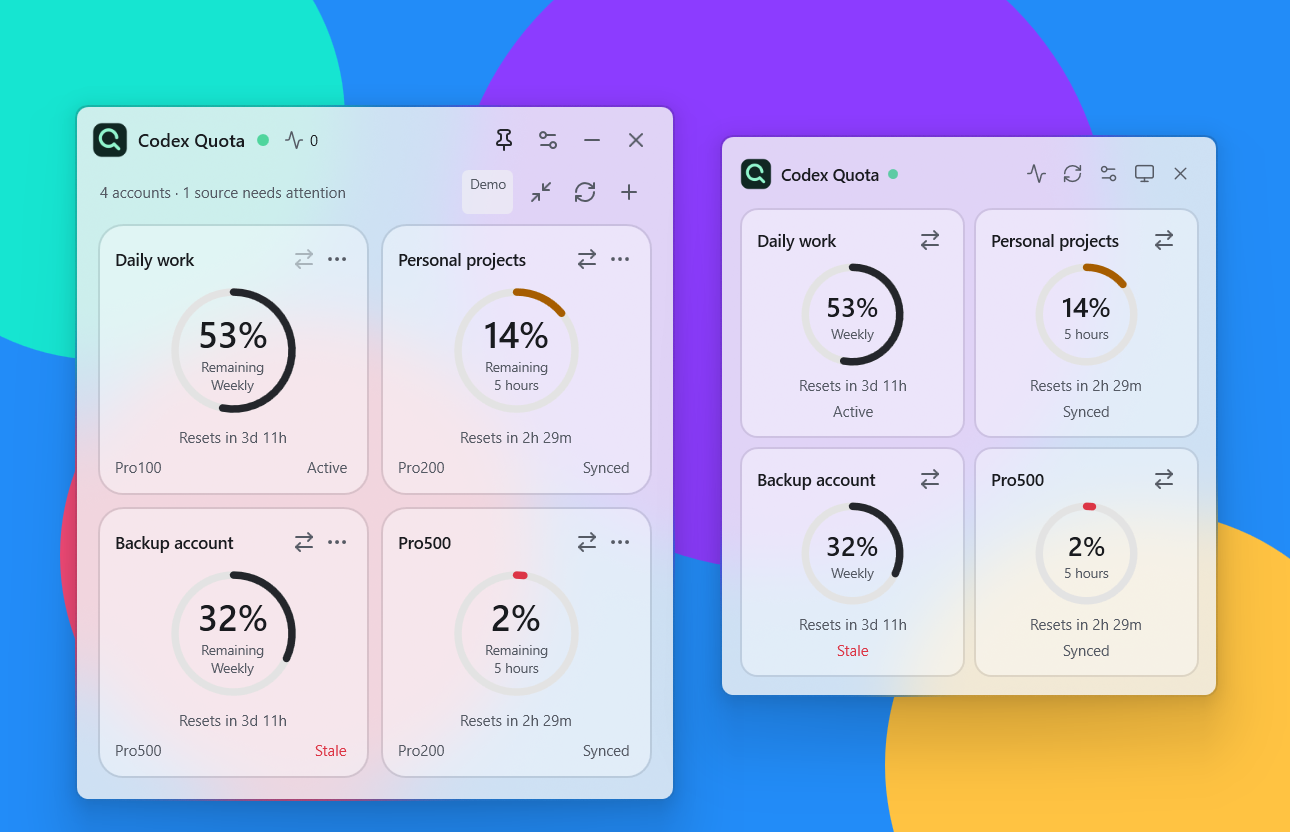 Codex Quota 0
4 accounts · 1 source needs attention Demo
Daily work
53%
Remaining
Weekly
Resets in 3d 11h
Pro100 Active
Personal projects
14%
Remaining
5 hours
Resets in 2h 29m
Pro200 Synced
Backup account
32%
Remaining
Weekly
Resets in 3d 11h
Pro500 Stale
Pro500
2%
Remaining
5 hours
Resets in 2h 29m
Pro200 Synced
Codex Quota
Daily work
53%
Weekly
Resets in 3d 11h
Active
Personal projects
14%
5 hours
Resets in 2h 29m
Synced
Backup account
32%
Weekly
Resets in 3d 11h
Stale
Pro500
2%
5 hours
Resets in 2h 29m
Synced